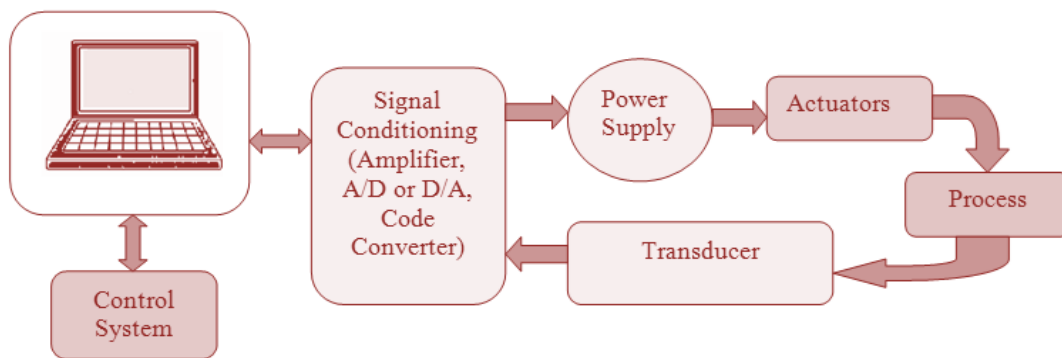 Signal
Conditioning
(Amplifier,
A/D or D/A,
Code
Converter)
Power
Supply
Actuators
Process
Transducer
Control
System